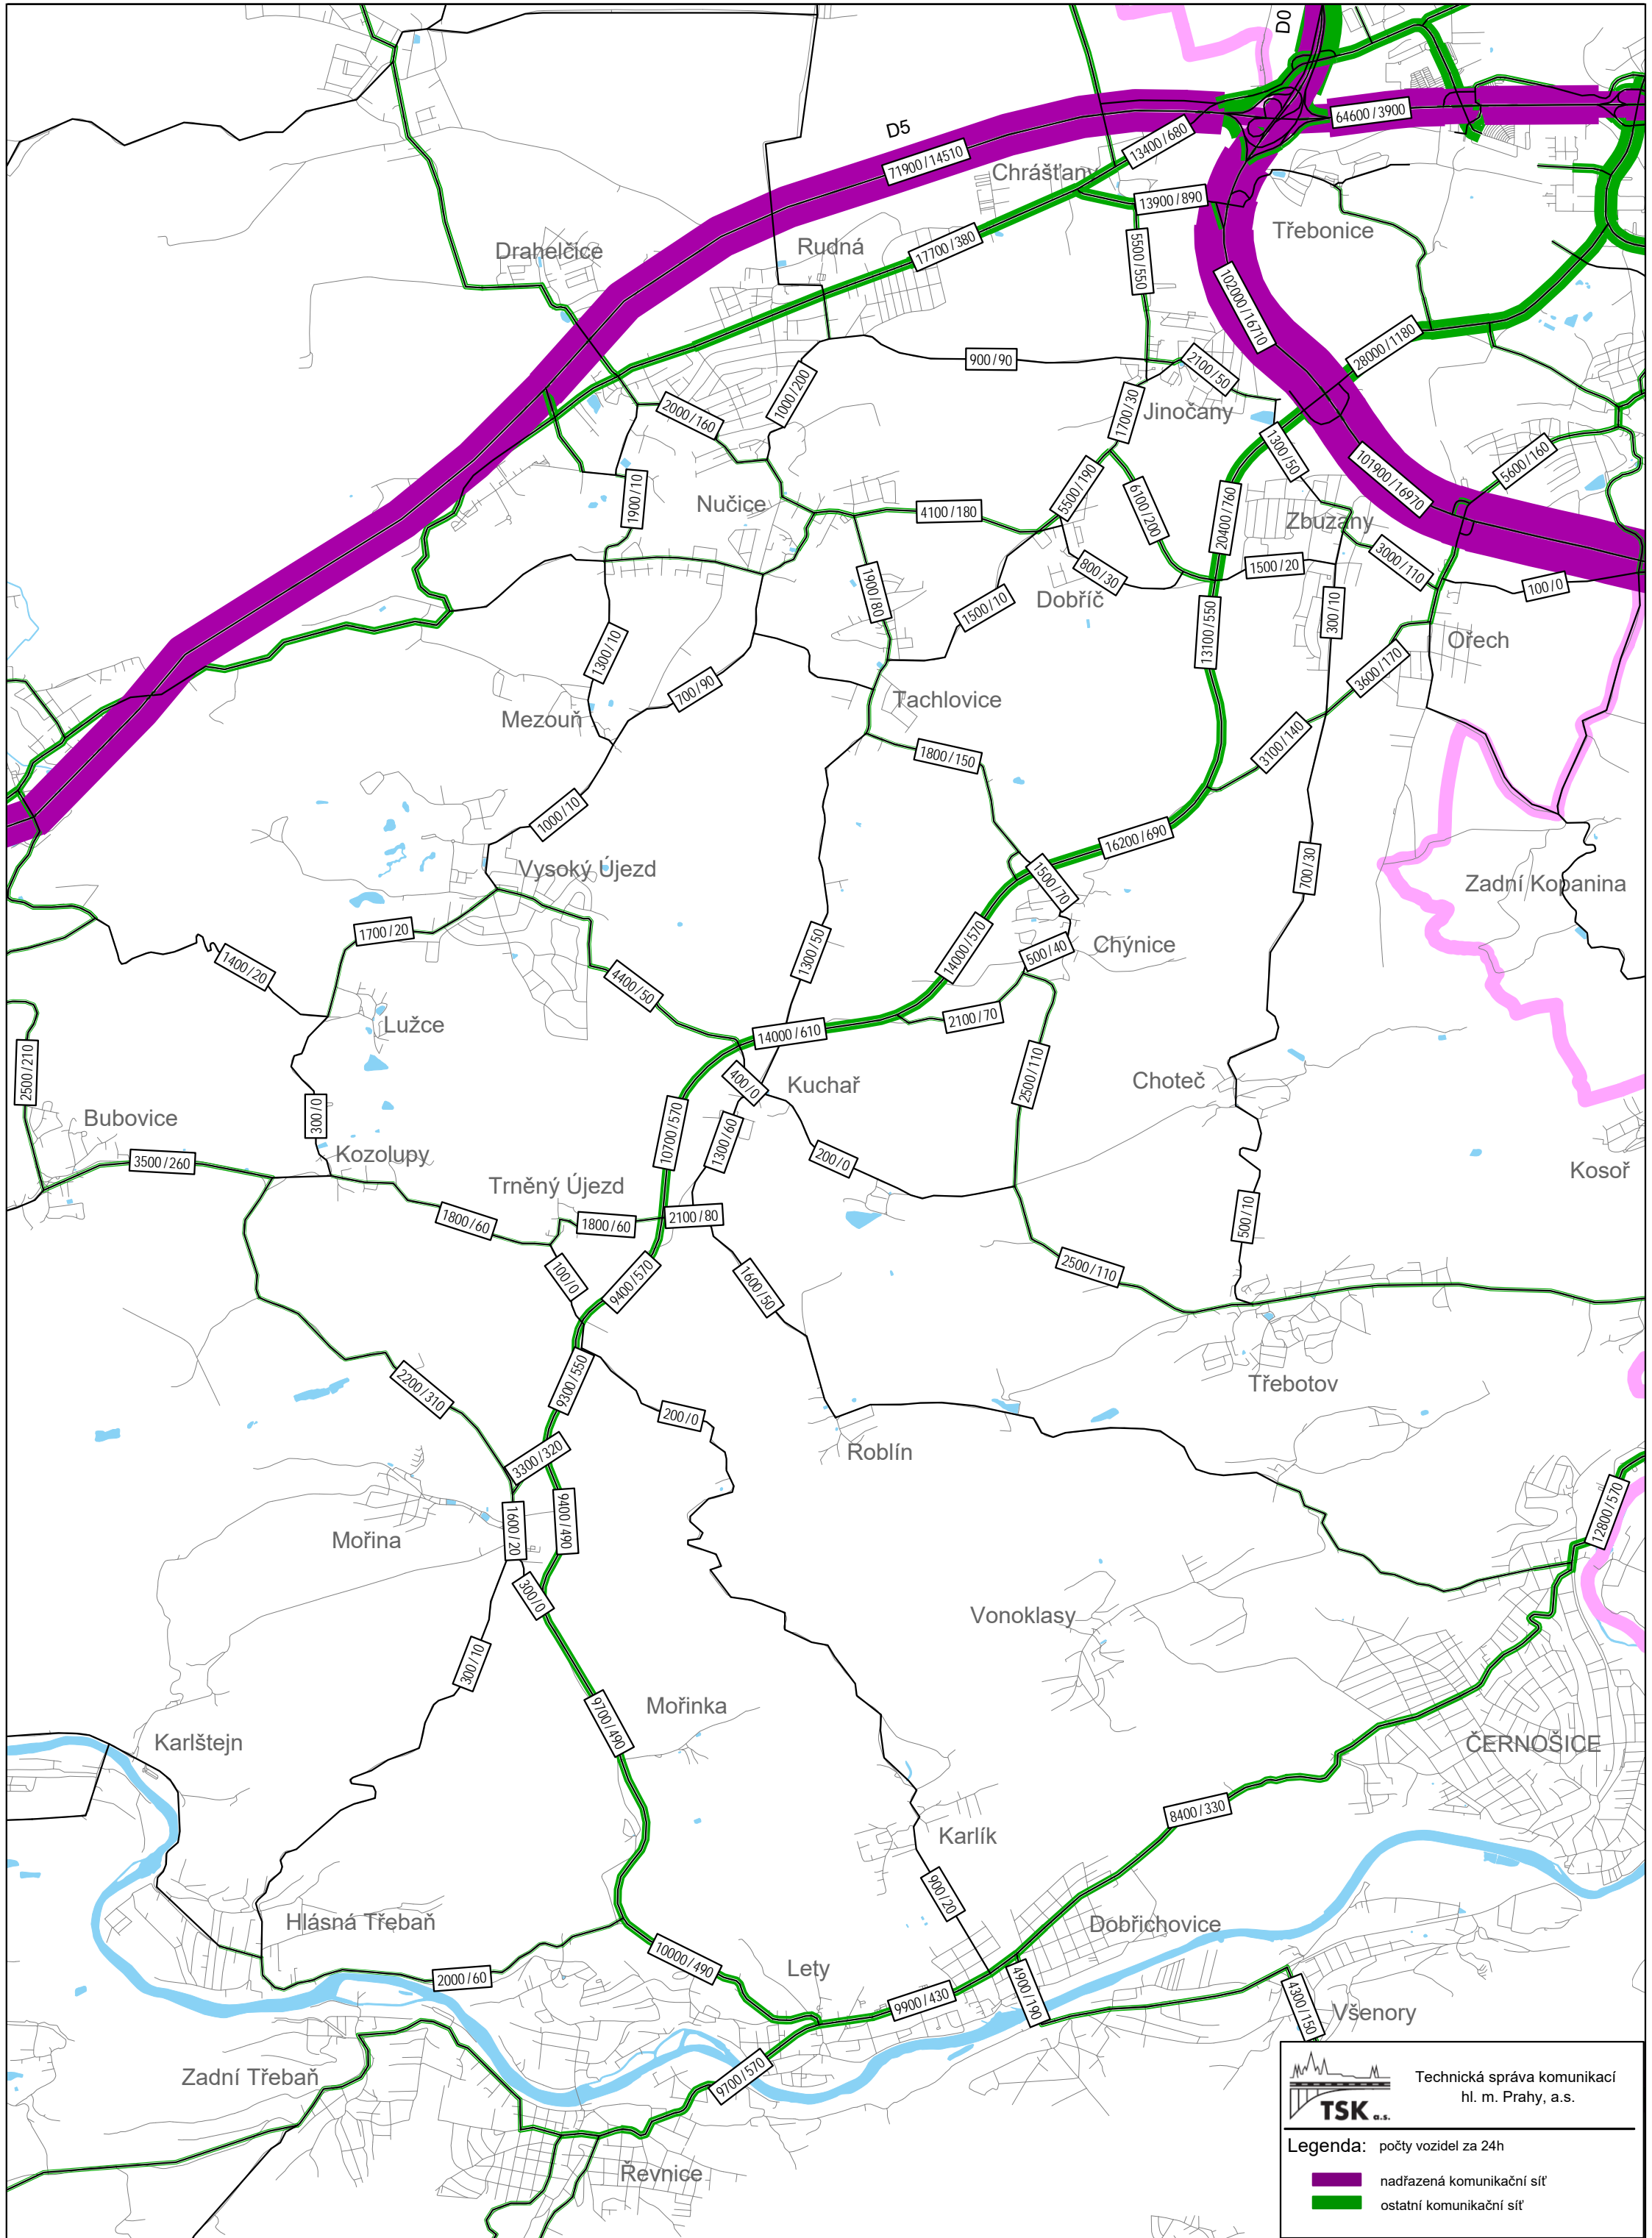 D0
D5
64600/3900
71900/14510
13400/680
Chrášťany
13900/890
Třebonice
Drahelčice
Rudná
17700/380
5500/550
102000/16710
28000/1180
900/90
2100/50
1000/200
2000/160
1700/30
Jinočany
1300/50
101900/16970
5600/160
1900/10
Nučice
4100/180
5500/190
6100/200
20400/760
Zbuzany
3000/110
1500/20
800/30
1900/80
1500/10
Dobříč
300/10
100/0
13100/550
Ořech
1300/10
700/90
3600/170
Mezouň
Tachlovice
1800/150
3100/140
1000/10
16200/690
Vysoký Újezd
1500/70
700/30
Zadní Kopanina
1700/20
1400/20
4400/50
1300/50
14000/570
500/40
Chýnice
Lužce
14000/610
2100/70
2500/210
2500/110
400/0
Kuchař
Choteč
Bubovice
300/0
10700/570
1300/60
3500/260
Kozolupy
200/0
Kosoř
Trněný Újezd
1800/60
1800/60
2100/80
500/10
100/0
9400/570
1600/50
2500/110
2200/310
9300/550
200/0
Třebotov
3300/320
Roblín
1600/20
9400/490
12800/570
Mořina
300/0
Vonoklasy
300/10
9700/490
Mořinka
Karlštejn
ČERNOŠICE
8400/330
Karlík
900/20
Hlásná Třebaň
Dobřichovice
10000/490
2000/60
Lety
9900/430
4900/190
4300/150
Všenory
9700/570
Zadní Třebaň
Řevnice
TSK a.s.
Technická správa komunikací
hl. m. Prahy, a.s.
Legenda: počty vozidel za 24h
nadřazená komunikační síť
ostatní komunikační síť